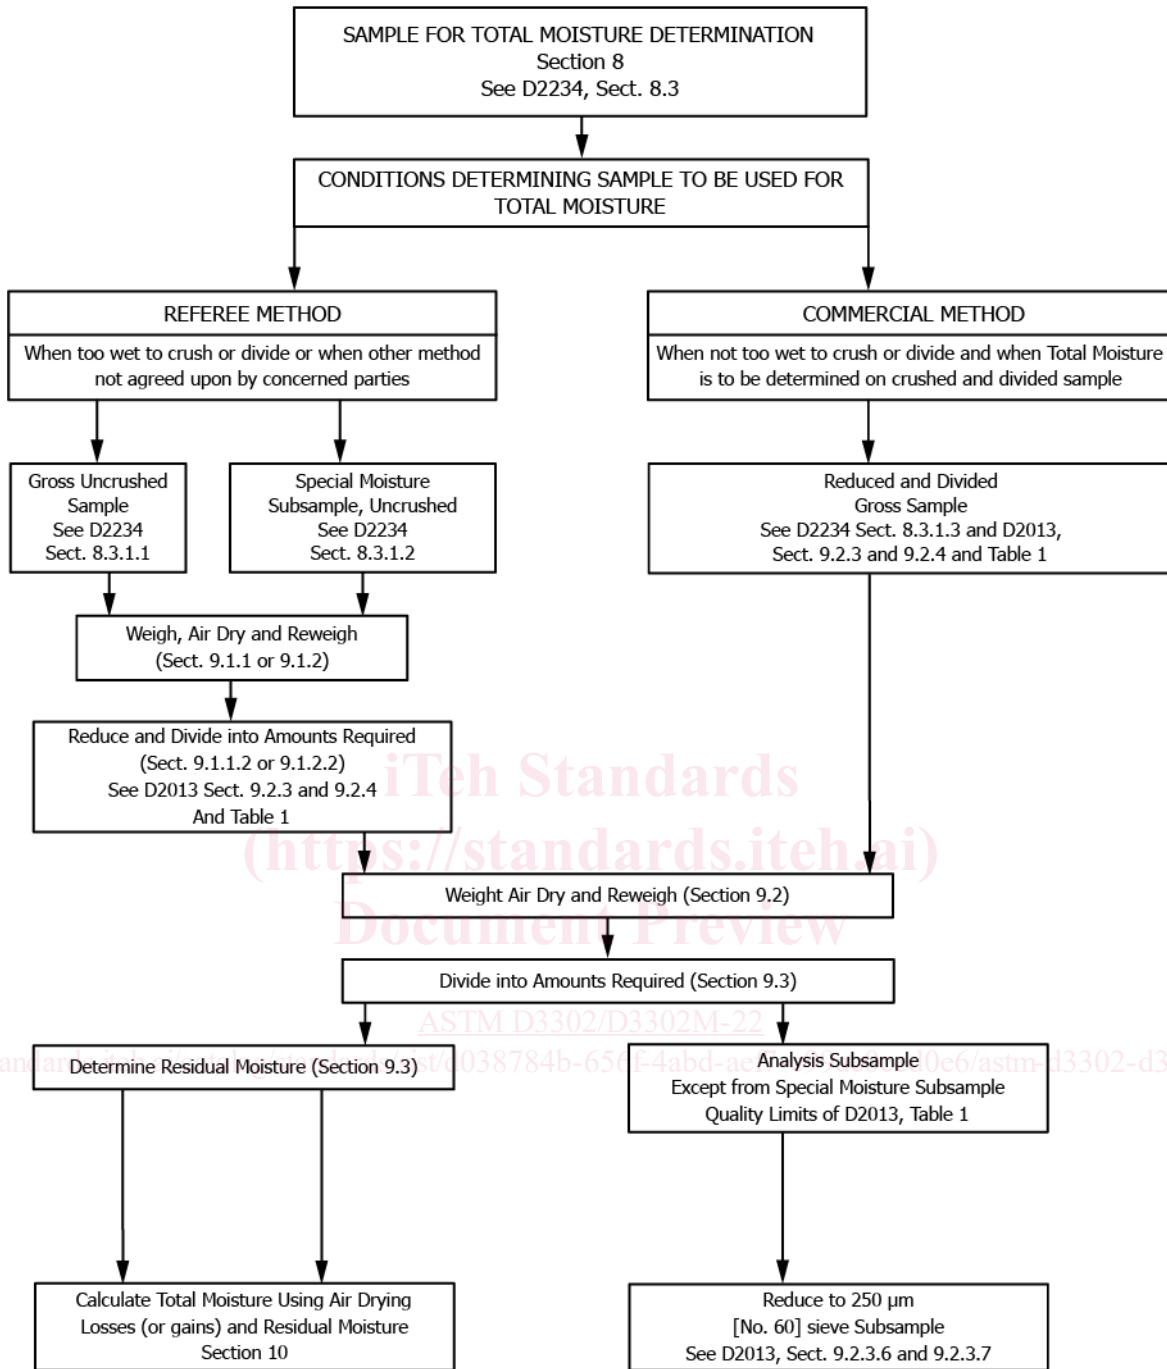 SAMPLE FOR TOTAL MOISTURE DETERMINATION
Section 8
See D2234, Sect. 8.3
CONDITIONS DETERMINING SAMPLE TO BE USED FOR
TOTAL MOISTURE
REFEREE METHOD
When too wet to crush or divide or when other method
not agreed upon by concerned parties
COMMERCIAL METHOD
When not too wet to crush or divide and when Total Moisture
is to be determined on crushed and divided sample
Gross Uncrushed
Sample
See D2234
Sect. 8.3.1.1
Special Moisture
Subsample, Uncrushed
See D2234
Sect. 8.3.1.2
Reduced and Divided
Gross Sample
See D2234 Sect. 8.3.1.3 and D2013,
Sect. 9.2.3 and 9.2.4 and Table 1
Weigh, Air Dry and Reweigh
(Sect. 9.1.1 or 9.1.2)
Reduce and Divide into Amounts Required
(Sect. 9.1.1.2 or 9.1.2.2)
See D2013 Sect. 9.2.3 and 9.2.4
And Table 1
iTeh Standards
(https://standards.iteh.ai)
Document Preview
Weight Air Dry and Reweigh (Section 9.2)
Divide into Amounts Required (Section 9.3)
ASTM D3302/D3302M-22
Determine Residual Moisture (Section 9.3)
Analysis Subsample
Except from Special Moisture Subsample
Quality Limits of D2013, Table 1
Calculate Total Moisture Using Air Drying
Losses (or gains) and Residual Moisture
Section 10
Reduce to 250 µm
[No. 60] sieve Subsample
See D2013, Sect. 9.2.3.6 and 9.2.3.7